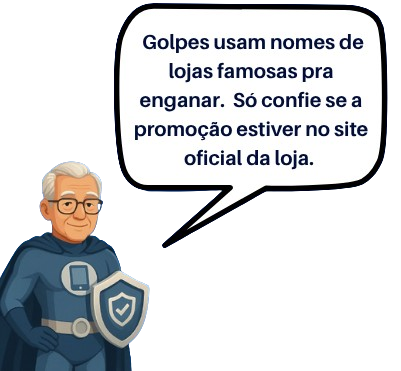 Golpes usam nomes de
lojas famosas pra
enganar. Só confie se a
promoção estiver no site
oficial da loja.